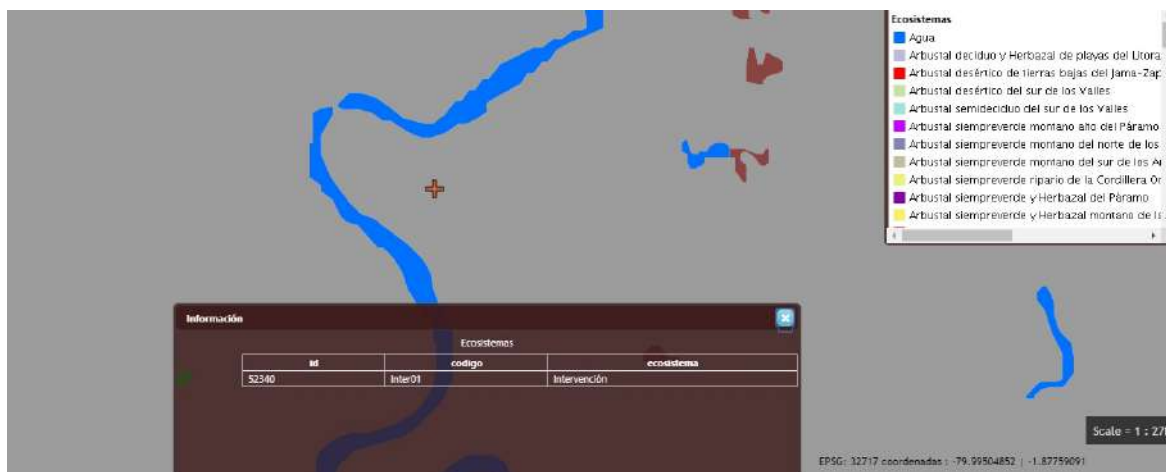 Ecosistemas
Agua
Arbustal deciduo y Herbazal de playas del Litora
Arbustal desértico de tierras bajas del Jama-Zap
Arbustal desértico del sur de los Valles
Arbustal semideciduo del sur de los Valles
Arbustal siempreverde montano alto del Páramo
Arbustal siempreverde montano del norte de los
Arbustal siempreverde montano del sur de los A
Arbustal siempreverde ripario de la Cordillera Or
Arbustal siempreverde y Herbazal del Páramo
Arbustal siempreverde y Herbazal montano de la
Información
Ecosistemas
id codigo ecosistema
52340 Inter01 Intervención
Scale = 1 : 27
EPSG: 32717 coordenadas : -79.99504852 | -1.87759091